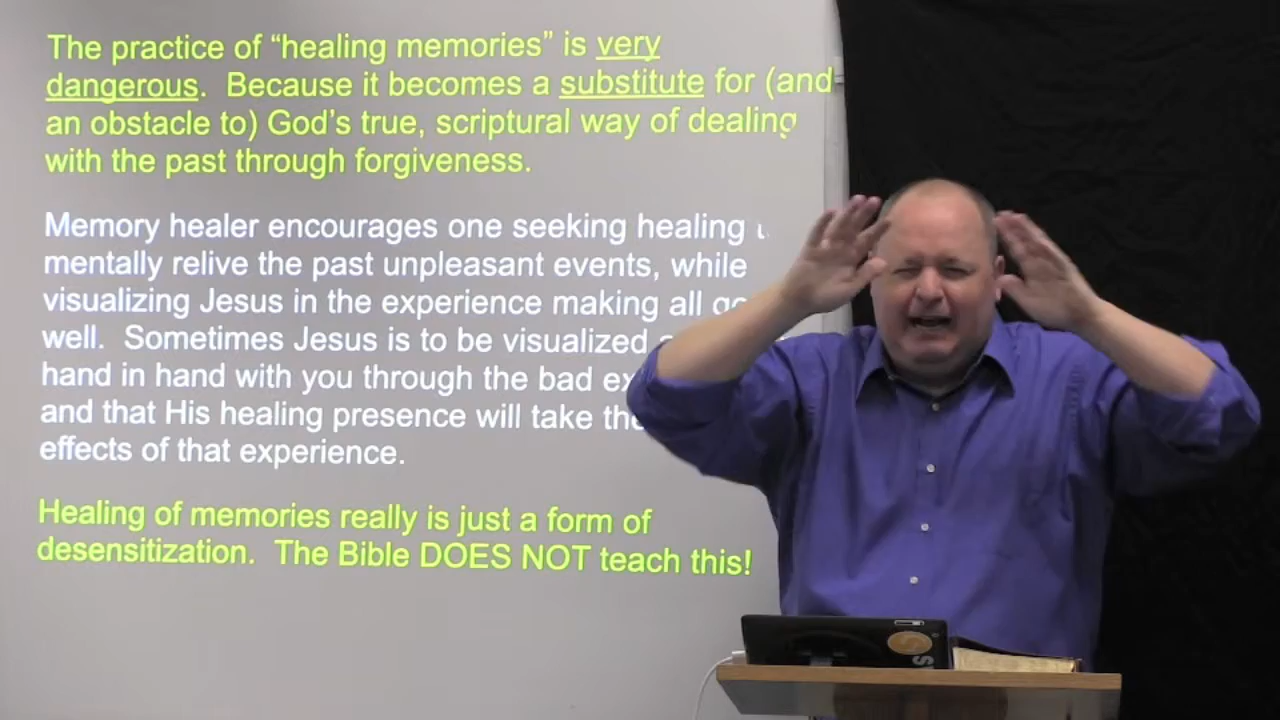 The practice of “healing memories” is very
dangerous. Because it becomes a substitute for (and
an obstacle to) God’s true, scriptural way of dealing
with the past through forgiveness.
Memory healer encourages one seeking healing
mentally relive the past unpleasant events, while
visualizing Jesus in the experience making all
well. Sometimes Jesus is to be visualized
hand in hand with you through the bad
and that His healing presence will take
effects of that experience.
Healing of memories really is just a form of
desensitization. The Bible DOES NOT teach this!